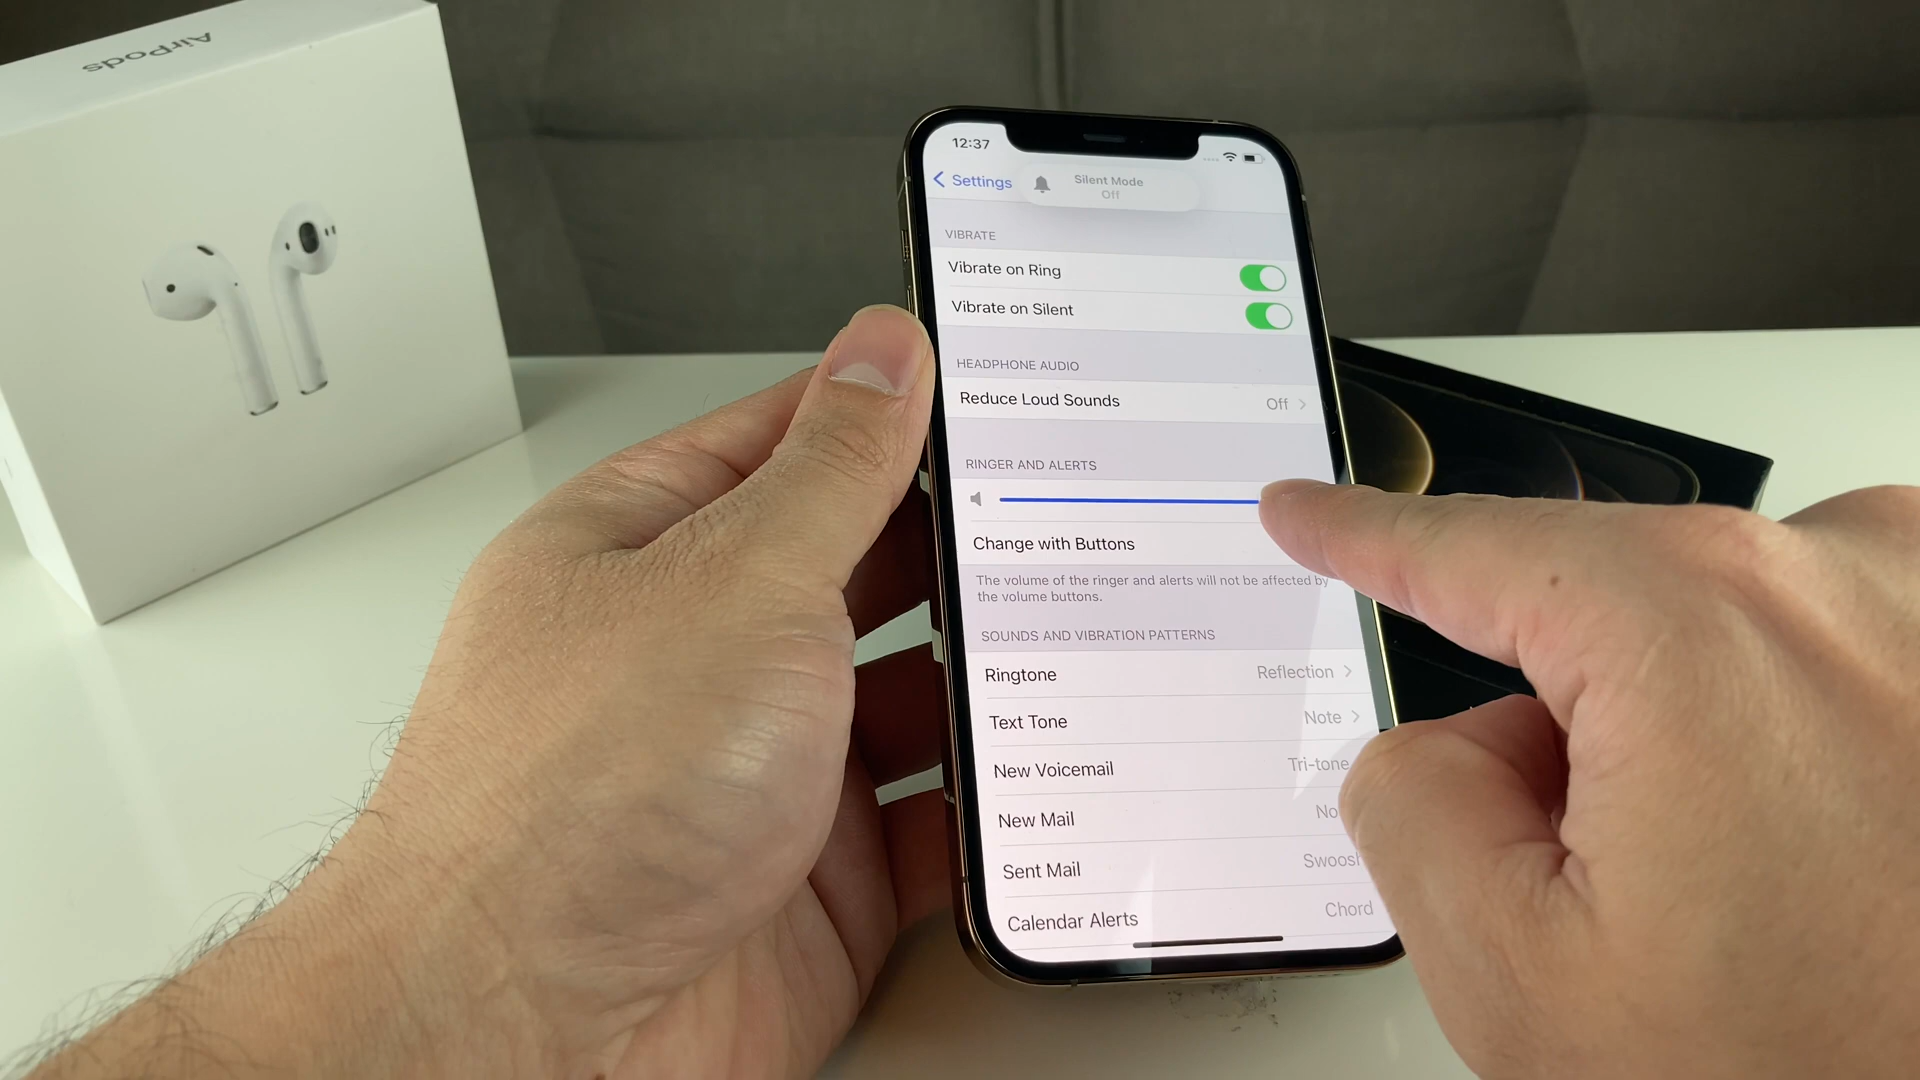 AirPods
12:37
Settings
Silent Mode
Off
VIBRATE
Vibrate on Ring
Vibrate on Silent
HEADPHONE AUDIO
Reduce Loud Sounds Off
RINGER AND ALERTS
Change with Buttons
The volume of the ringer and alerts will not be affected by
the volume buttons.
SOUNDS AND VIBRATION PATTERNS
Ringtone Reflection
Text Tone Note
New Voicemail Tri-tone
New Mail
Sent Mail
Calendar Alerts Chord